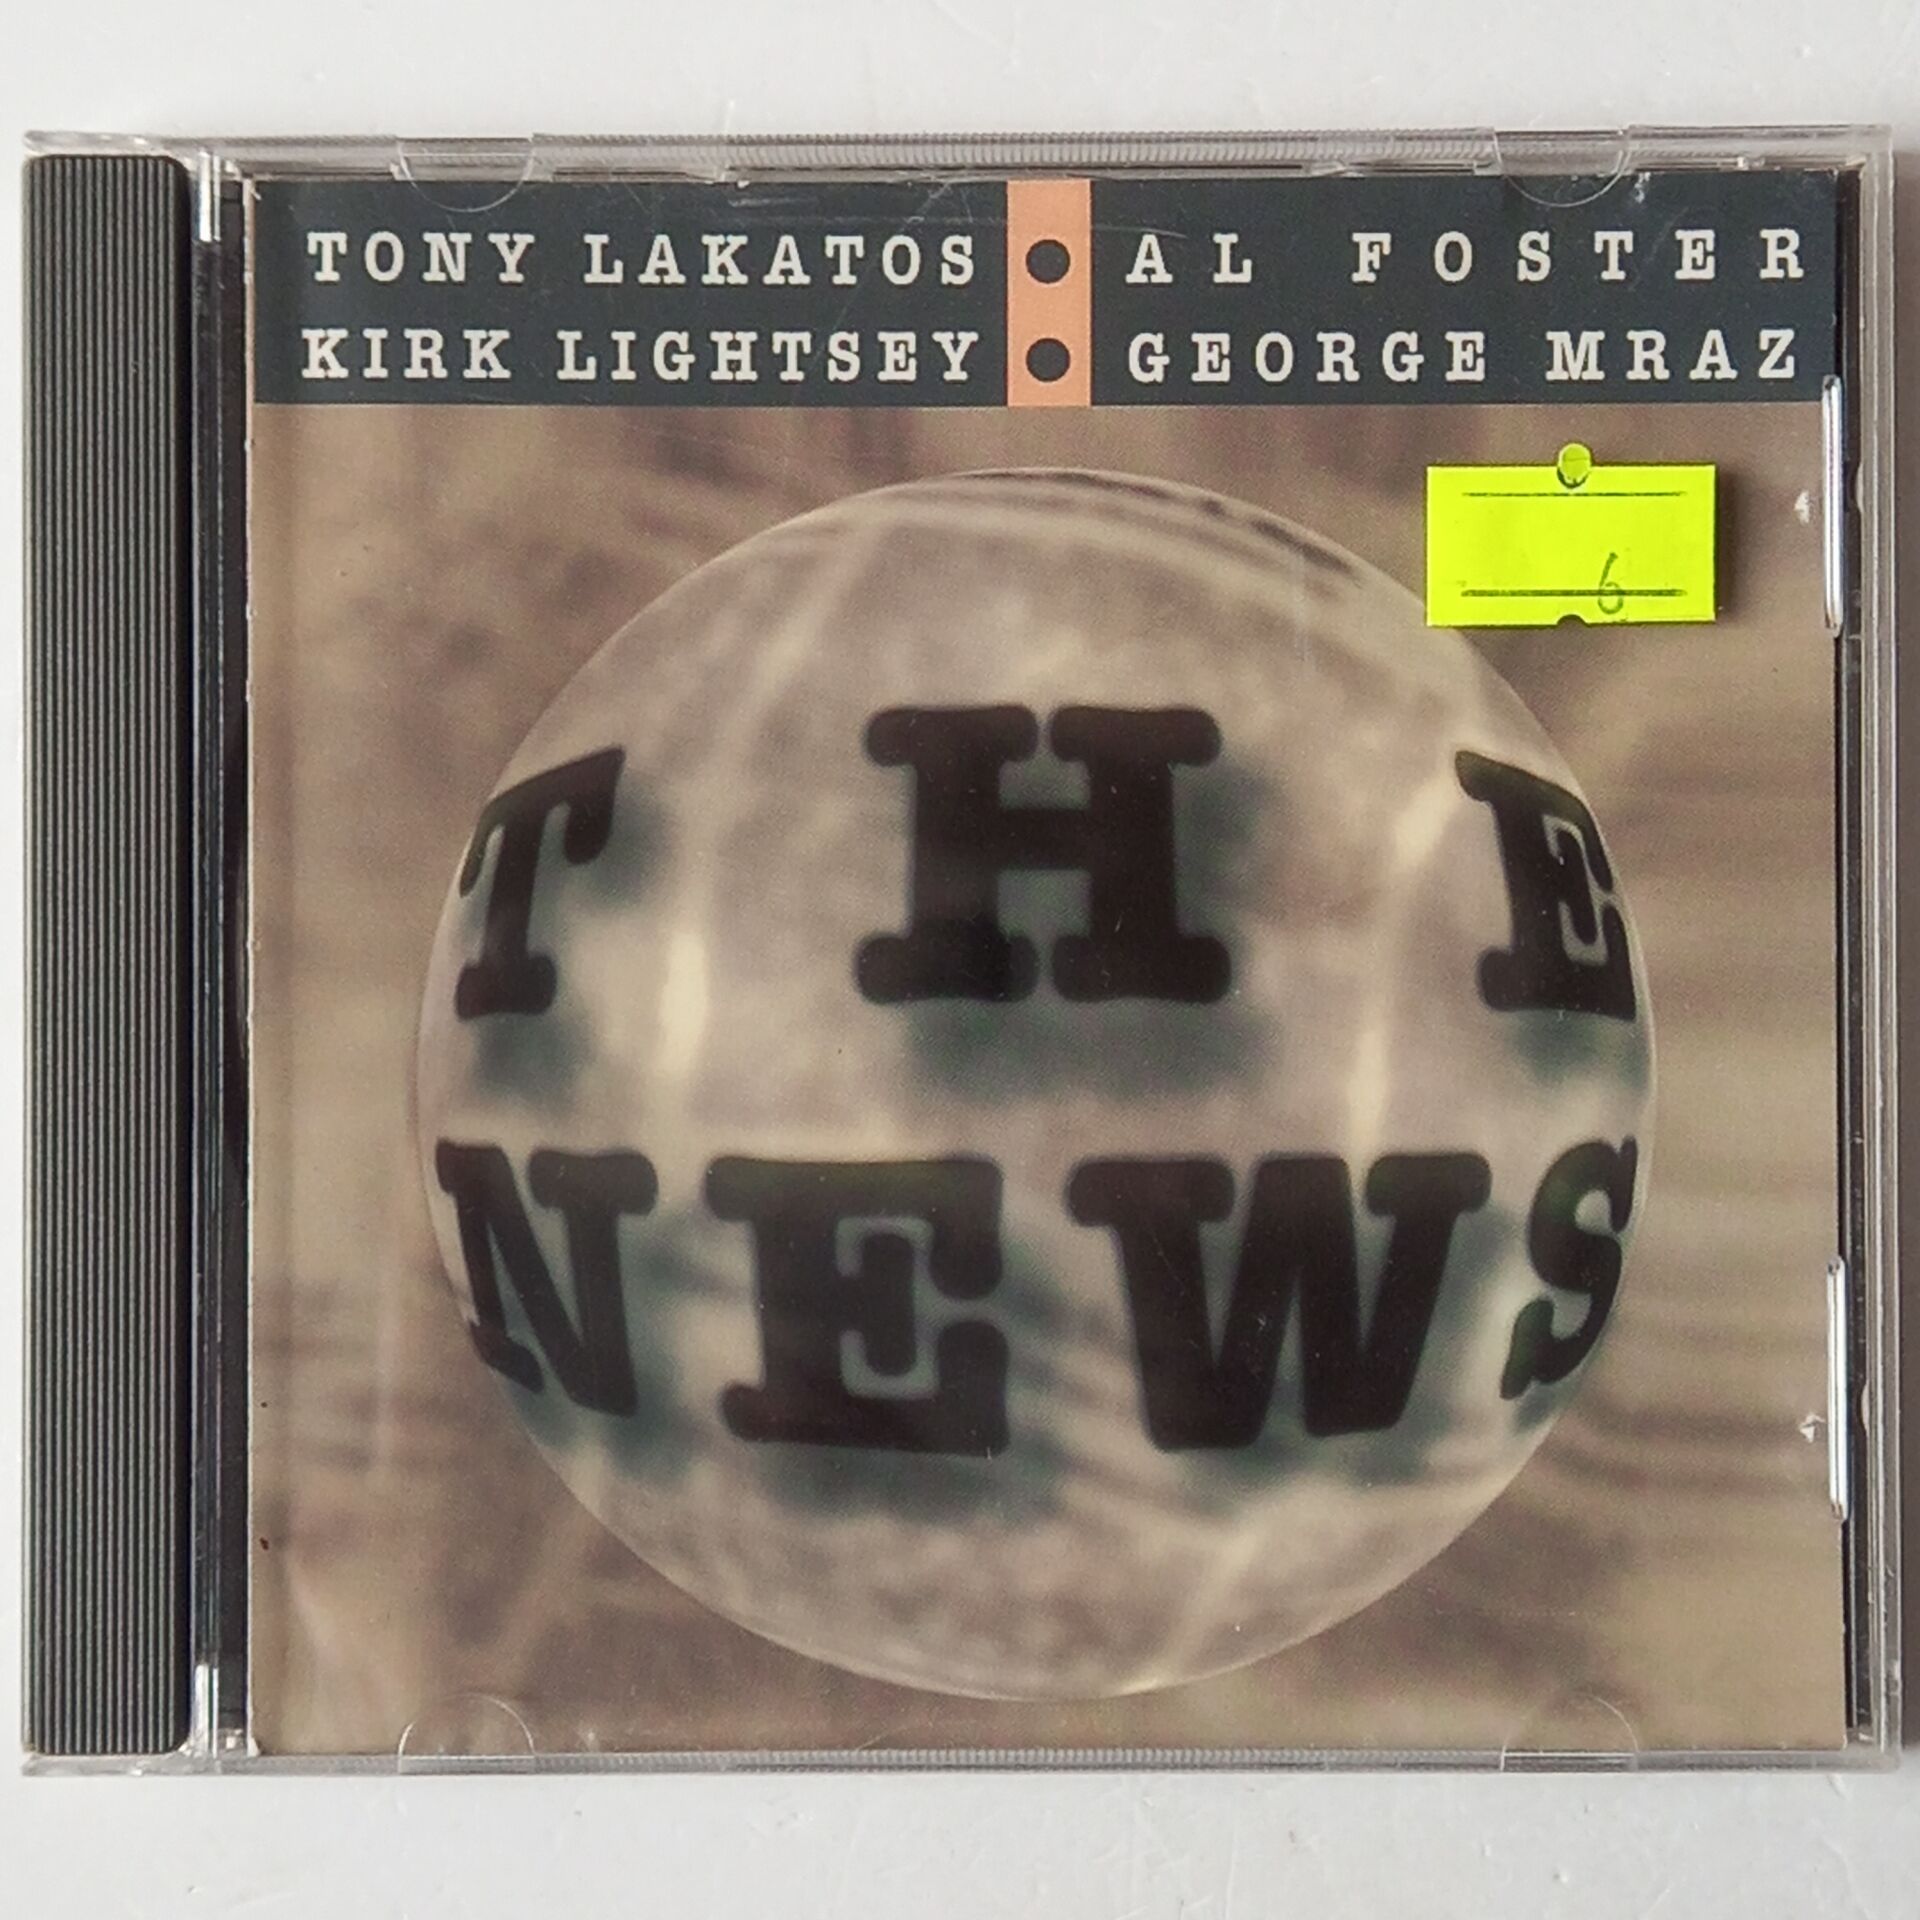 TONY LAKATOS • AL FOSTER
KIRK LIGHTSEY • GEORGE MRAZ
6
THE
NEWS